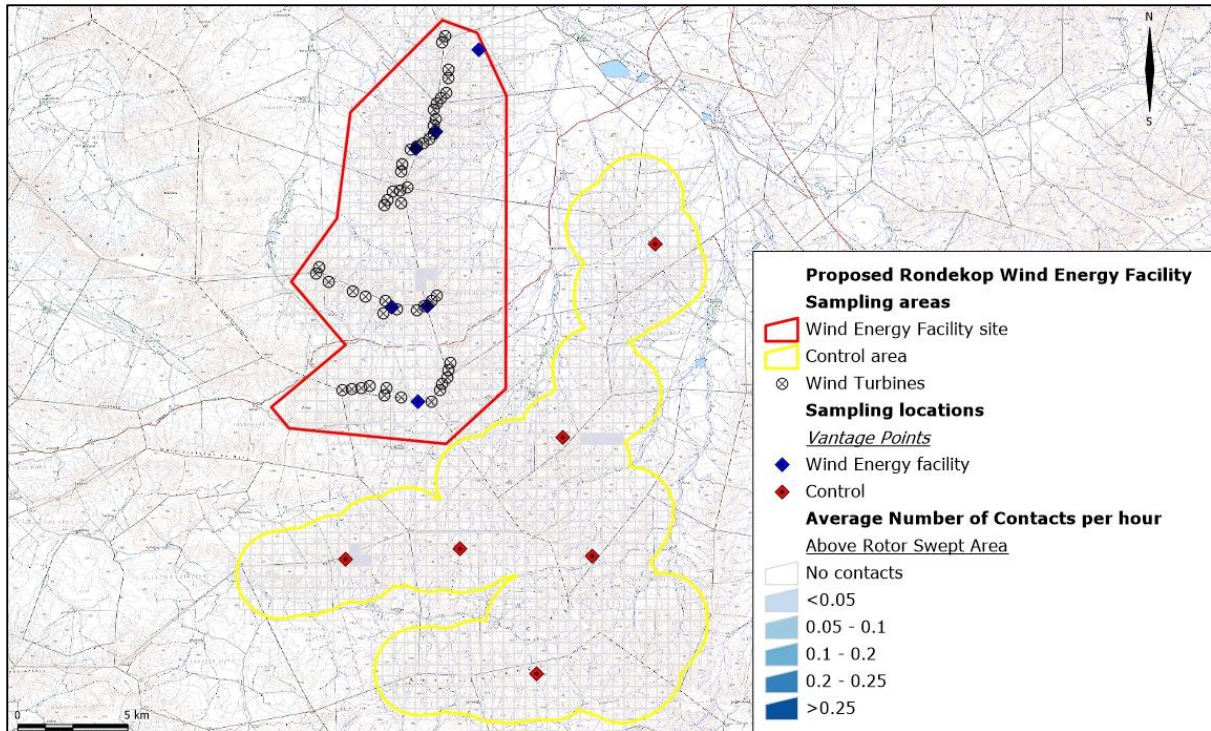 N
S
Proposed Rondekop Wind Energy Facility
Sampling areas
Wind Energy Facility site
Control area
Wind Turbines
Sampling locations
Vantage Points
Wind Energy facility
Control
Average Number of Contacts per hour
Above Rotor Swept Area
No contacts
<0.05
0.05 - 0.1
0.1 - 0.2
0.2 - 0.25
>0.25
0 5 km